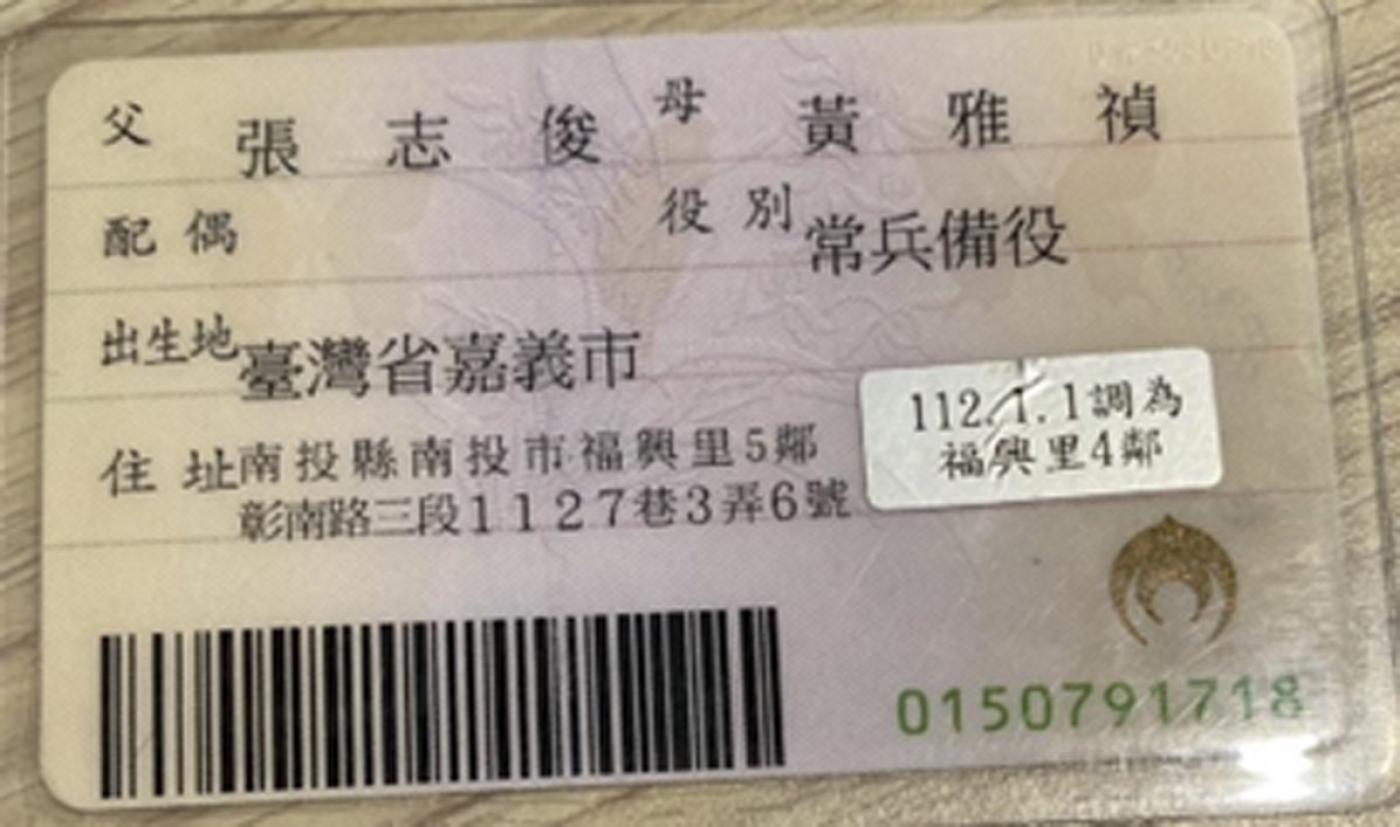 父 張志俊 母 黃雅禎
配偶 役別 常兵備役
出生地 臺灣省嘉義市
住址 南投縣南投市福興里5鄰
彰南路三段1127巷3弄6號
112.1.1調為
福興里4鄰
0150791718